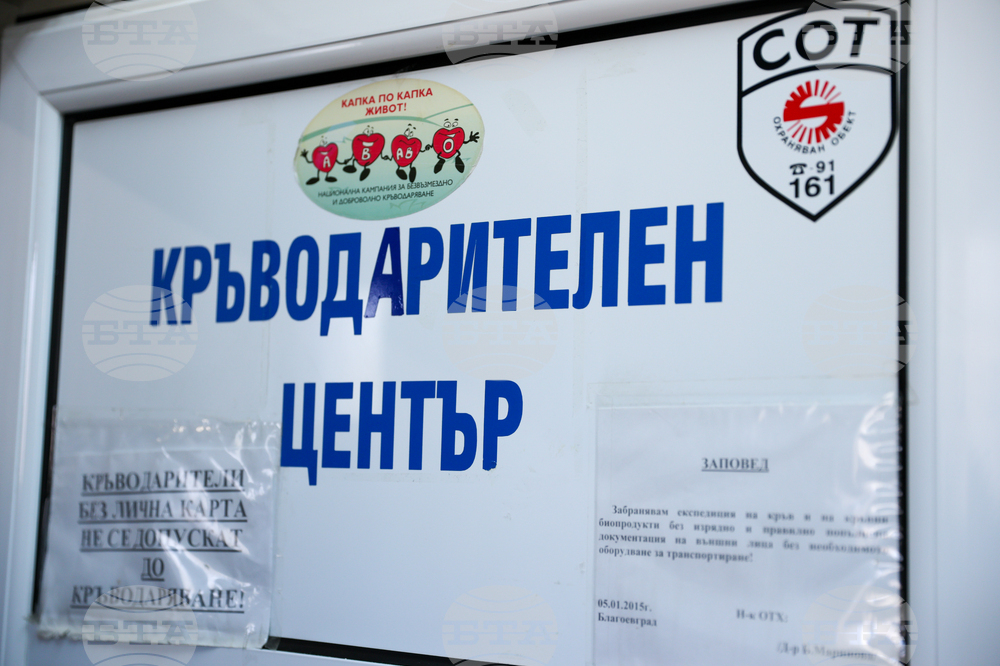 КАПКА ПО КАПКА
ЖИВОТ!
А В АВ О
НАЦИОНАЛНА КАМПАНИЯ ЗА БЕЗВЪЗМЕЗДНО
И ДОБРОВОЛНО КРЪВОДАРЯВАНЕ
СОТ
ОХРАНЯВАН ОБЕКТ
☎ - 91
161
КРЪВОДАРИТЕЛЕН
ЦЕНТЪР
КРЪВОДАРИТЕЛИ
БЕЗ ЛИЧНА КАРТА
НЕ СЕ ДОПУСКАТ
ДО
КРЪВОДАРЯВАНЕ!
ЗАПОВЕД
Забранявам експедиция на кръв и на кръвни
биопродукти без изрядно и правилно
документация на външни лица без необходимо
оборудване за транспортиране!
05.01.2015г.
Благоевград
Н-к ОТХ:
БТА